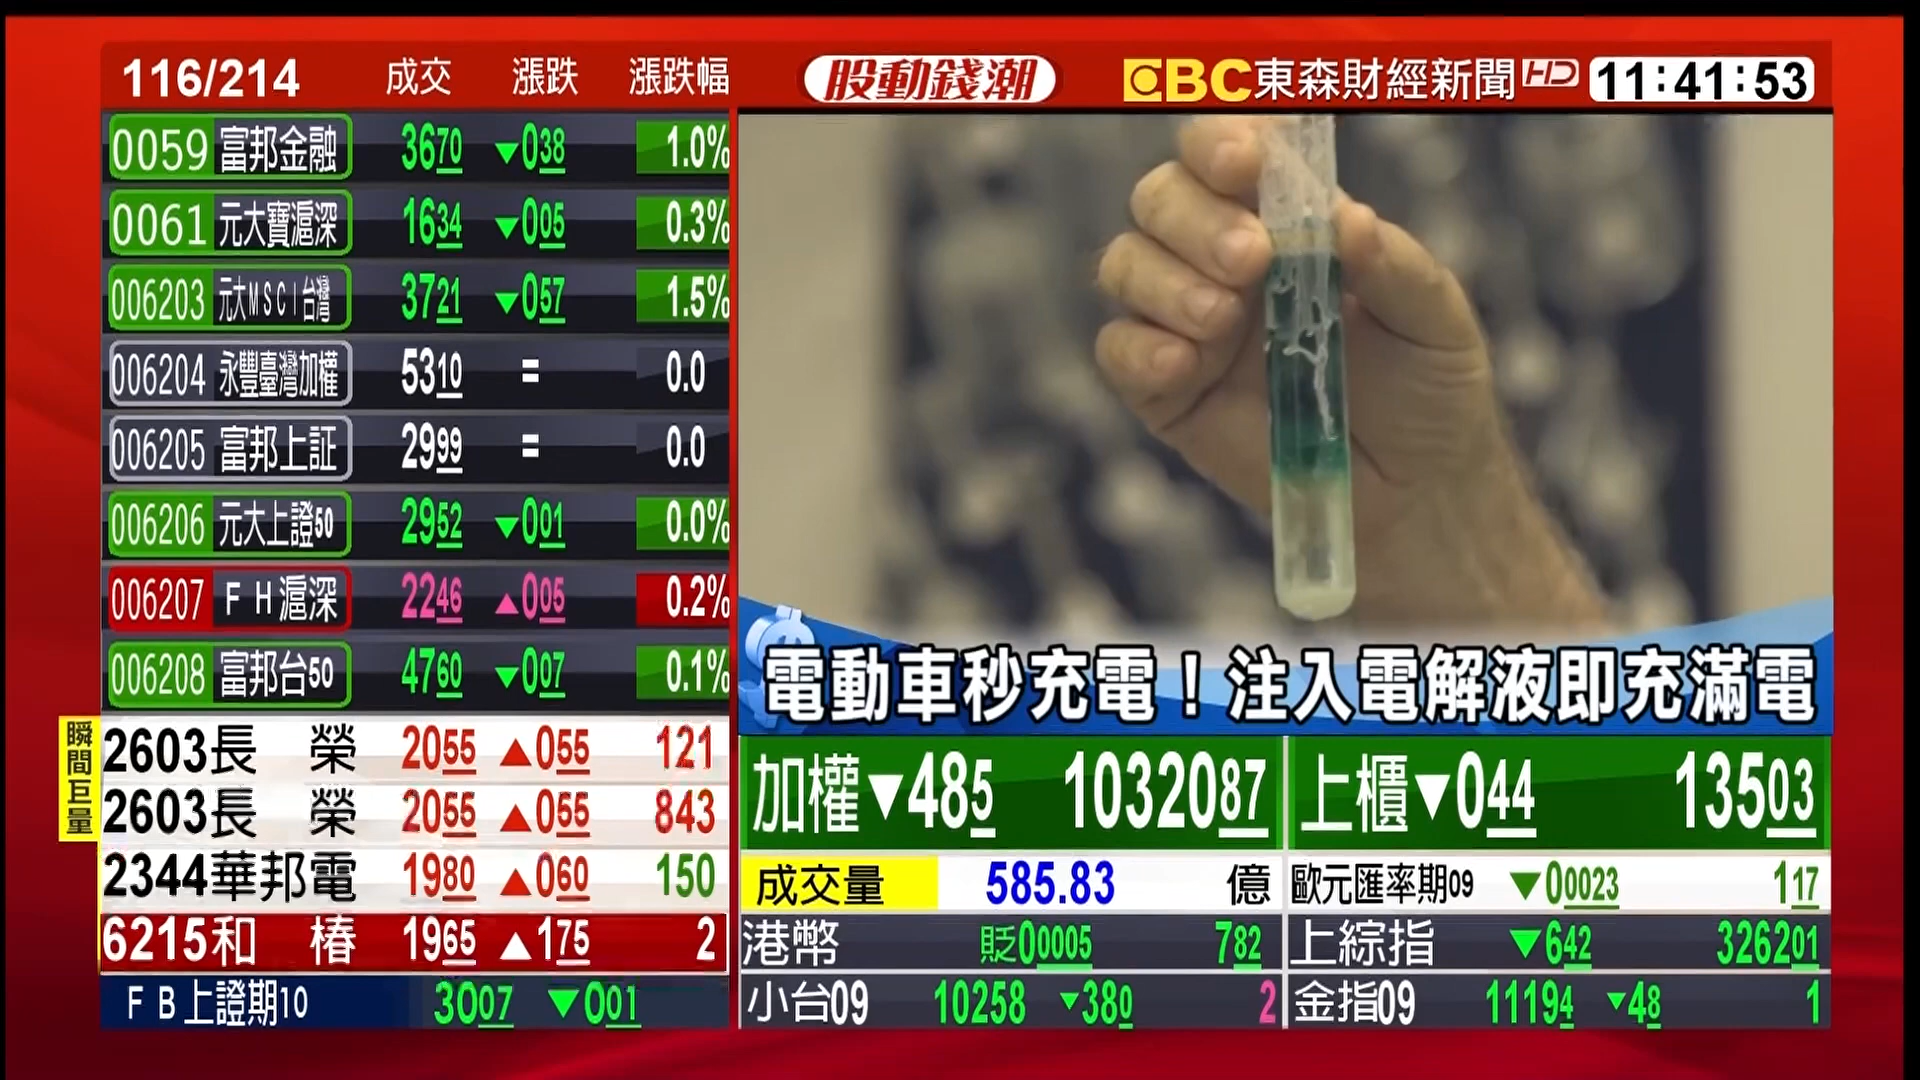 116/214 成交 漲跌 漲跌幅
股動錢潮
EBC東森財經新聞HD 11:41:53
0059 富邦金融 3670 ▼038 1.0%
0061 元大寶滬深 1634 ▼005 0.3%
006203 元大MSCI台灣 3721 ▼057 1.5%
006204 永豐臺灣加權 5310 = 0.0
006205 富邦上証 2999 = 0.0
006206 元大上證50 2952 ▼001 0.0%
006207 FH滬深 2246 ▲005 0.2%
006208 富邦台50 4760 ▼007 0.1%
瞬間巨量
2603長榮 2055 ▲055 121
2603長榮 2055 ▲055 843
2344華邦電 1980 ▲060 150
6215和椿 1965 ▲175 2
FB上證期10 3007 ▼001
電動車秒充電！注入電解液即充滿電
加權▼485 1032087
上櫃▼044 13503
成交量 585.83 億
歐元匯率期09 ▼00023 117
港幣 貶00005 782
上綜指 ▼642 326201
小台09 10258 ▼380 2
金指09 11194 ▼48 1